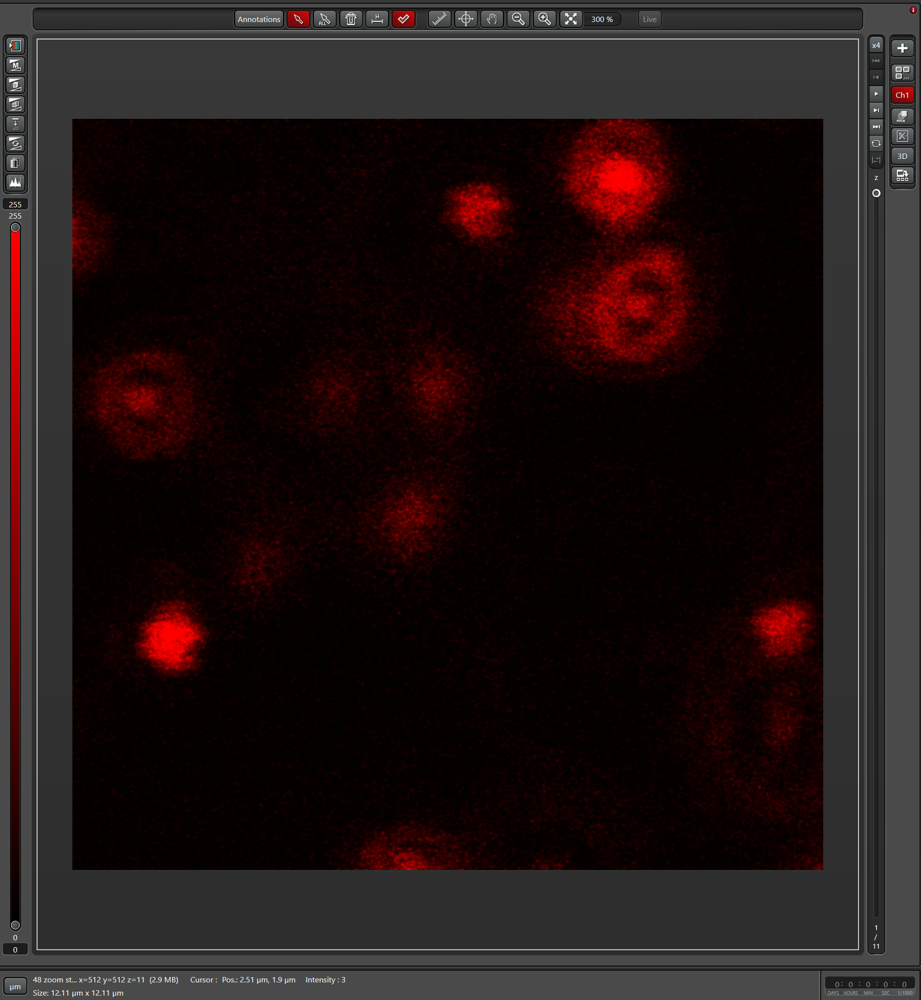 Annotations
ALL
300 %
Live
i
M
x4
Ch1
MAX
3D
z
255
255
0
0
1
/
11
µm
48 zoom st... x=512 y=512 z=11 (2.9 MB) Cursor : Pos.: 2.51 µm, 1.9 µm Intensity : 3
Size: 12.11 µm x 12.11 µm
0 : 0 : 0 : 0 : 0
DAYS HOURS MIN SEC 1/1000